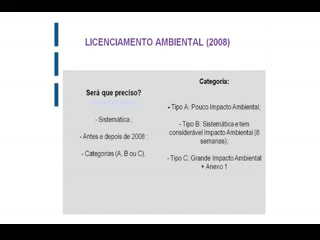 LICENCIAMENTO AMBIENTAL (2008)
Será que preciso?
- Sistemática;
- Antes e depois de 2008;
- Categorias (A, B ou C).
Categoria:
- Tipo A: Pouco Impacto Ambiental;
- Tipo B: Sistemática e tem
considerável Impacto Ambiental (8
semanas);
- Tipo C: Grande Impacto Ambiental
+ Anexo 1